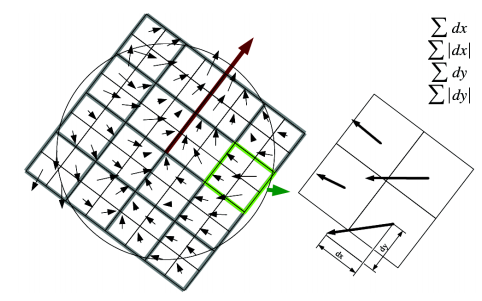 ∑ dx
∑ |dx|
∑ dy
∑ |dy|
dx
dy